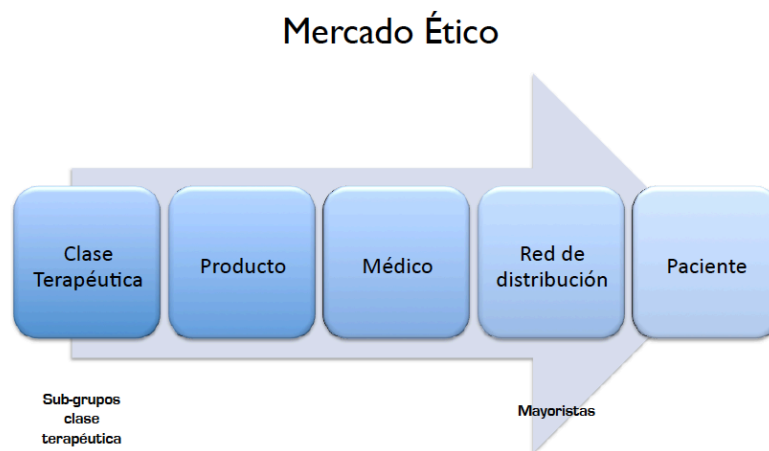 Mercado Ético
Clase
Terapéutica
Producto
Médico
Red de
distribución
Paciente
Sub-grupos
clase
terapéutica
Mayoristas